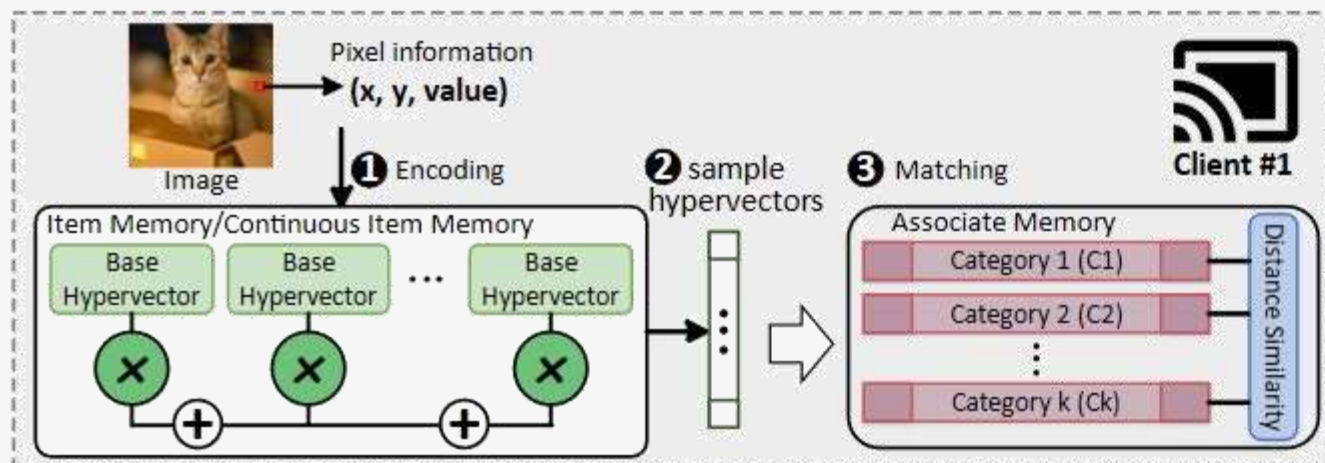 Pixel information
(x, y, value)
Image
1 Encoding
2 sample
hypervectors
3 Matching
Client #1
Item Memory/Continuous Item Memory
Base
Hypervector
Base
Hypervector
...
Base
Hypervector
Associate Memory
Category 1 (C1)
Category 2 (C2)
Category k (Ck)
Distance Similarity